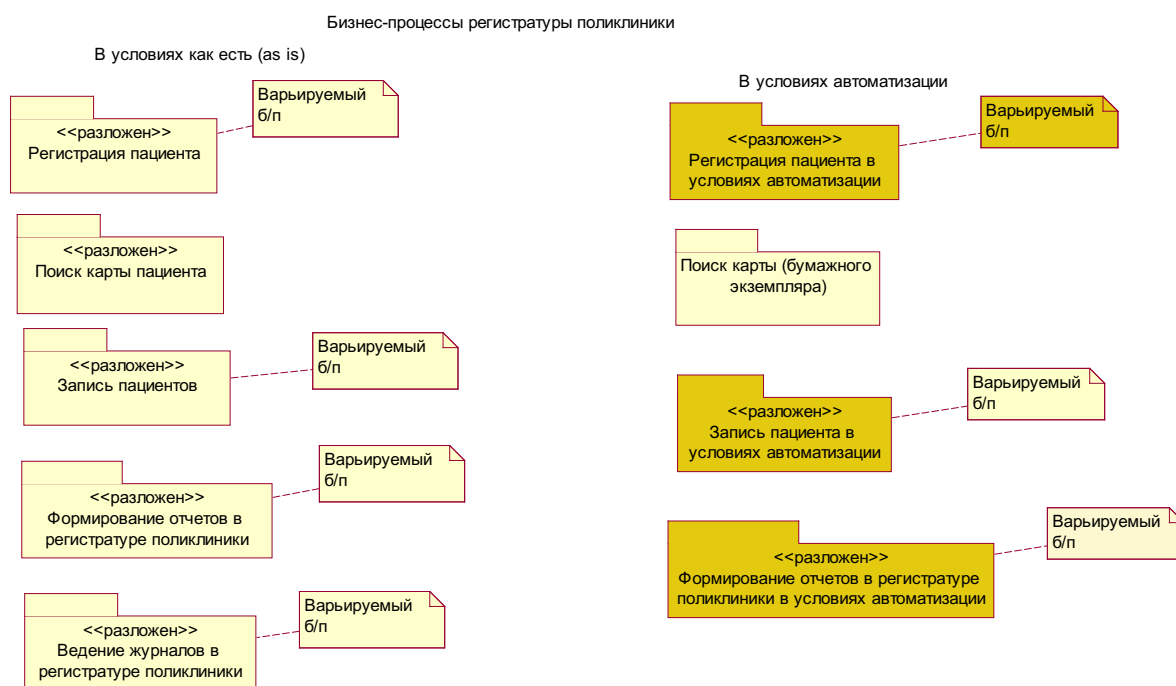 Бизнес-процессы регистратуры поликлиники
В условиях как есть (as is)
Варьируемый
б/п
<<разложен>>
Регистрация пациента
<<разложен>>
Поиск карты пациента
Варьируемый
б/п
<<разложен>>
Запись пациентов
Варьируемый
б/п
<<разложен>>
Формирование отчетов в
регистратуре поликлиники
Варьируемый
б/п
<<разложен>>
Ведение журналов в
регистратуре поликлиники
В условиях автоматизации
Варьируемый
б/п
<<разложен>>
Регистрация пациента в
условиях автоматизации
Поиск карты (бумажного
экземпляра)
Варьируемый
б/п
<<разложен>>
Запись пациента в
условиях автоматизации
Варьируемый
б/п
<<разложен>>
Формирование отчетов в регистратуре
поликлиники в условиях автоматизации